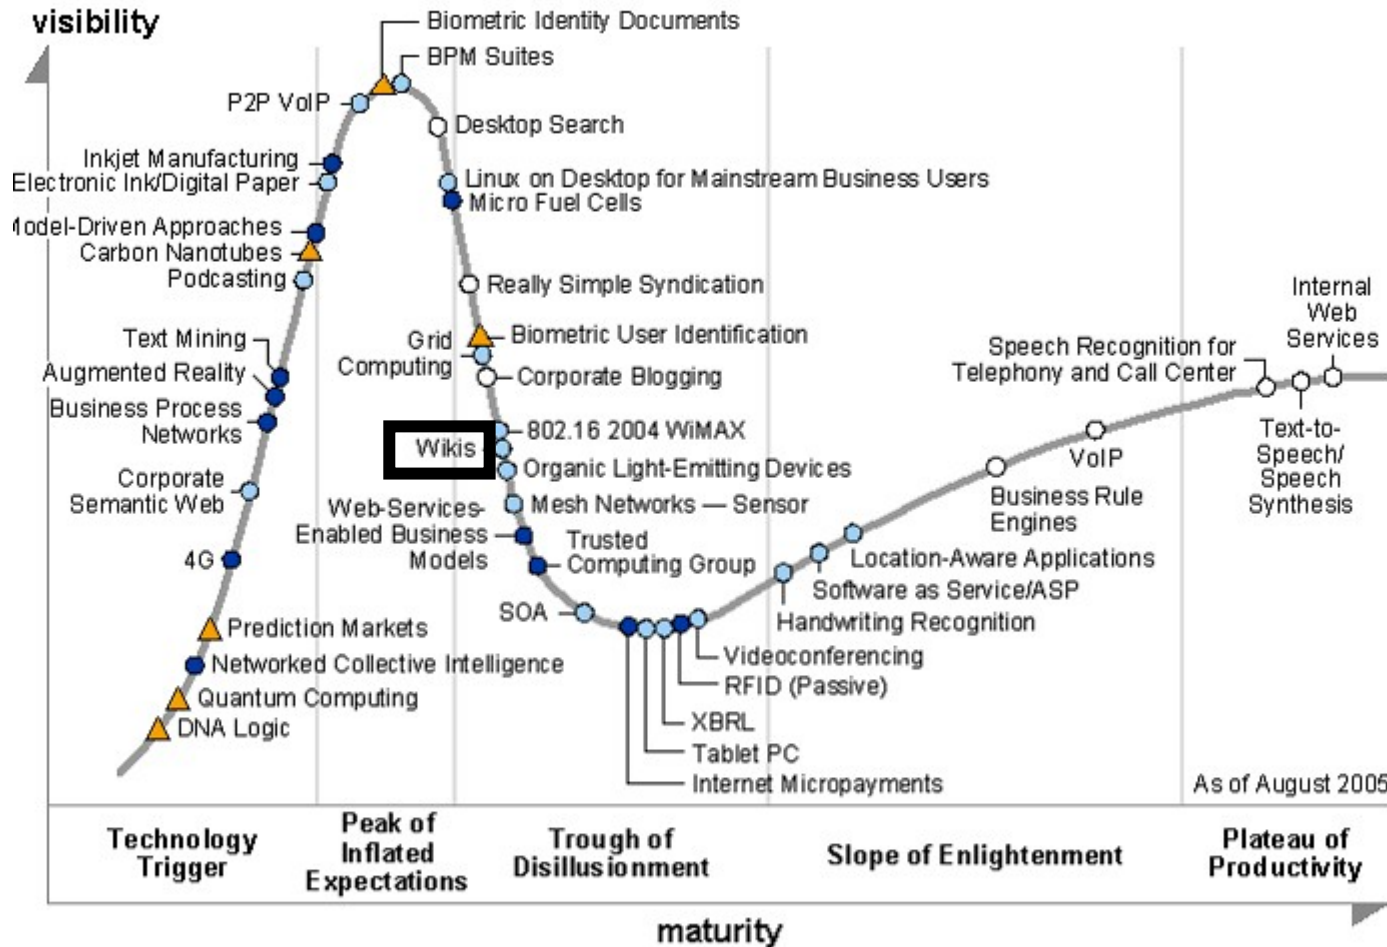 visibility
Biometric Identity Documents
BPM Suites
P2P VoIP
Desktop Search
Inkjet Manufacturing
Electronic Ink/Digital Paper
Linux on Desktop for Mainstream Business Users
Micro Fuel Cells
Model-Driven Approaches
Carbon Nanotubes
Podcasting
Really Simple Syndication
Text Mining
Augmented Reality
Business Process
Networks
Grid
Computing
Biometric User Identification
Corporate Blogging
802.16 2004 WiMAX
Wikis
Organic Light-Emitting Devices
Corporate
Semantic Web
Mesh Networks — Sensor
Web-Services-
Enabled Business
Models
Trusted
Computing Group
4G
SOA
Prediction Markets
Networked Collective Intelligence
Quantum Computing
DNA Logic
Internal
Web
Services
Speech Recognition for
Telephony and Call Center
Text-to-
Speech/
Speech
Synthesis
VoIP
Business Rule
Engines
Location-Aware Applications
Software as Service/ASP
Handwriting Recognition
Videoconferencing
RFID (Passive)
XBRL
Tablet PC
Internet Micropayments
As of August 2005
Technology
Trigger
Peak of
Inflated
Expectations
Trough of
Disillusionment
Slope of Enlightenment
Plateau of
Productivity
maturity